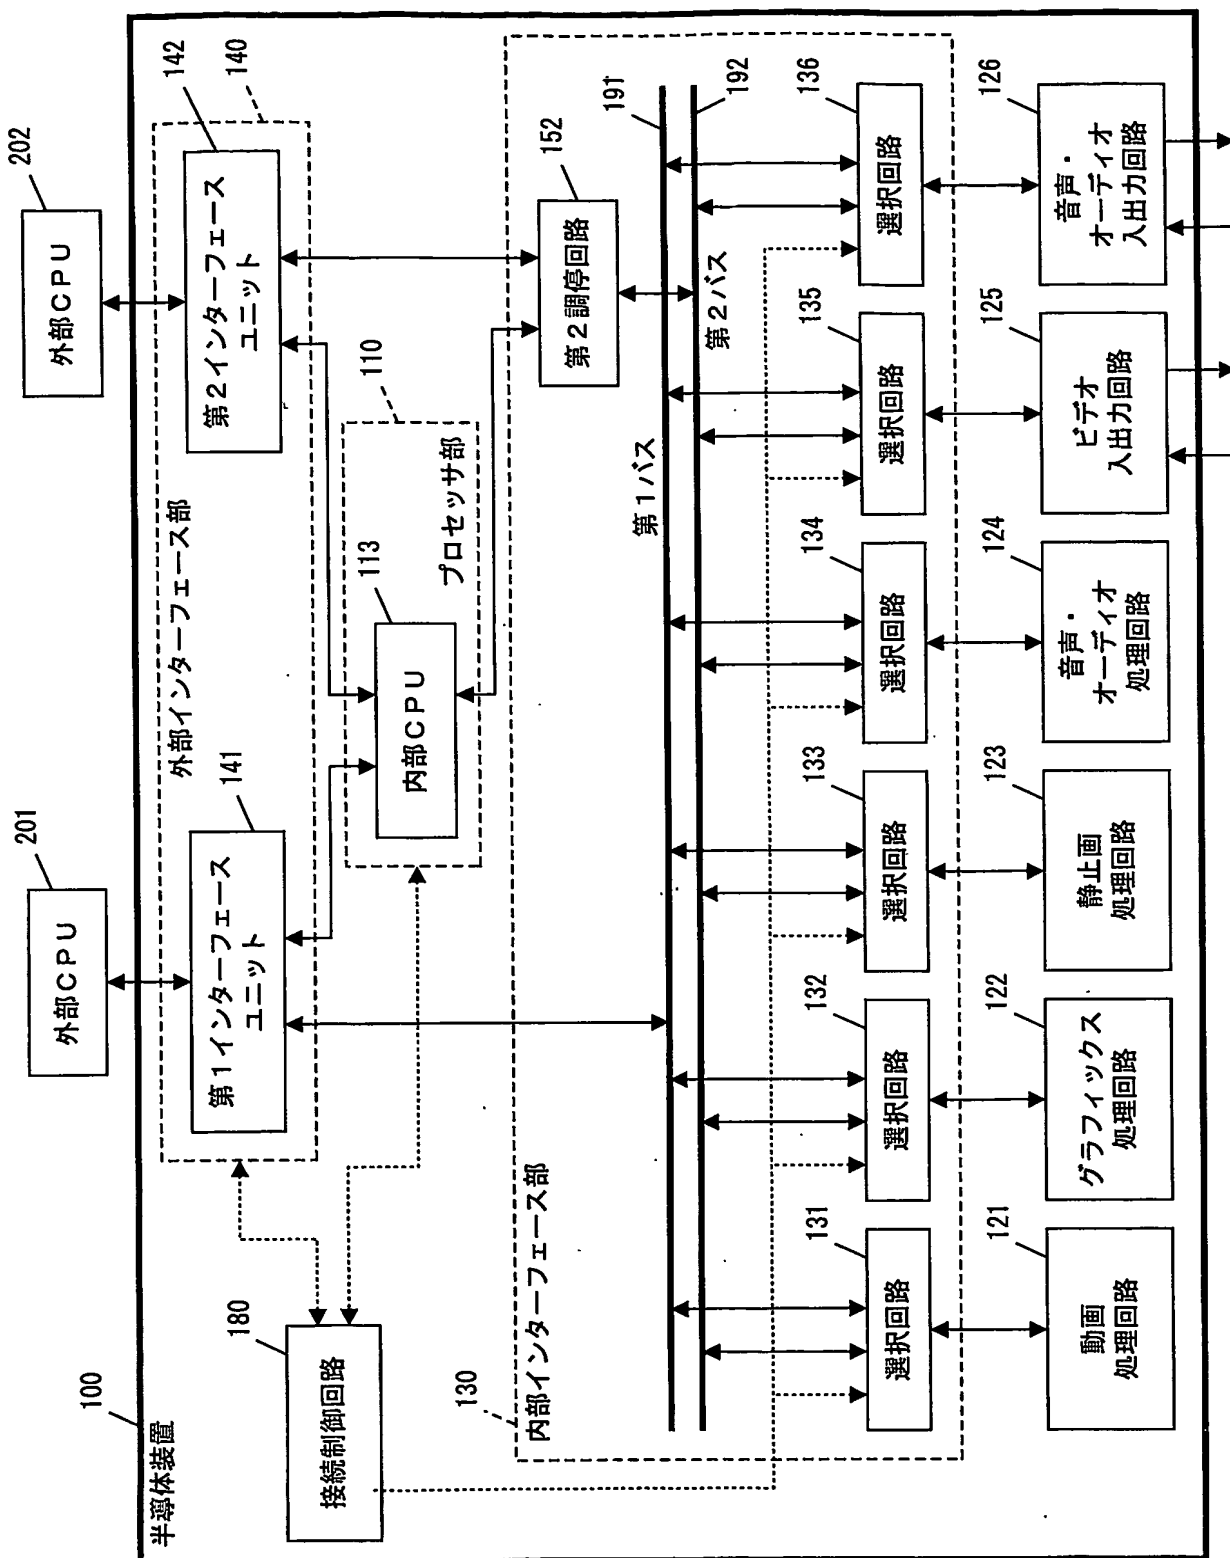 201
外部CPU
202
外部CPU
100
半導体装置
外部インターフェース部
140
141
第1インターフェース
ユニット
142
第2インターフェース
ユニット
180
接続制御回路
110
プロセッサ部
113
内部CPU
130
内部インターフェース部
152
第2調停回路
第1バス
191
第2バス
192
131
選択回路
132
選択回路
133
選択回路
134
選択回路
135
選択回路
136
選択回路
121
動画
処理回路
122
グラフィックス
処理回路
123
静止画
処理回路
124
音声・
オーディオ
処理回路
125
ビデオ
入出力回路
126
音声・
オーディオ
入出力回路